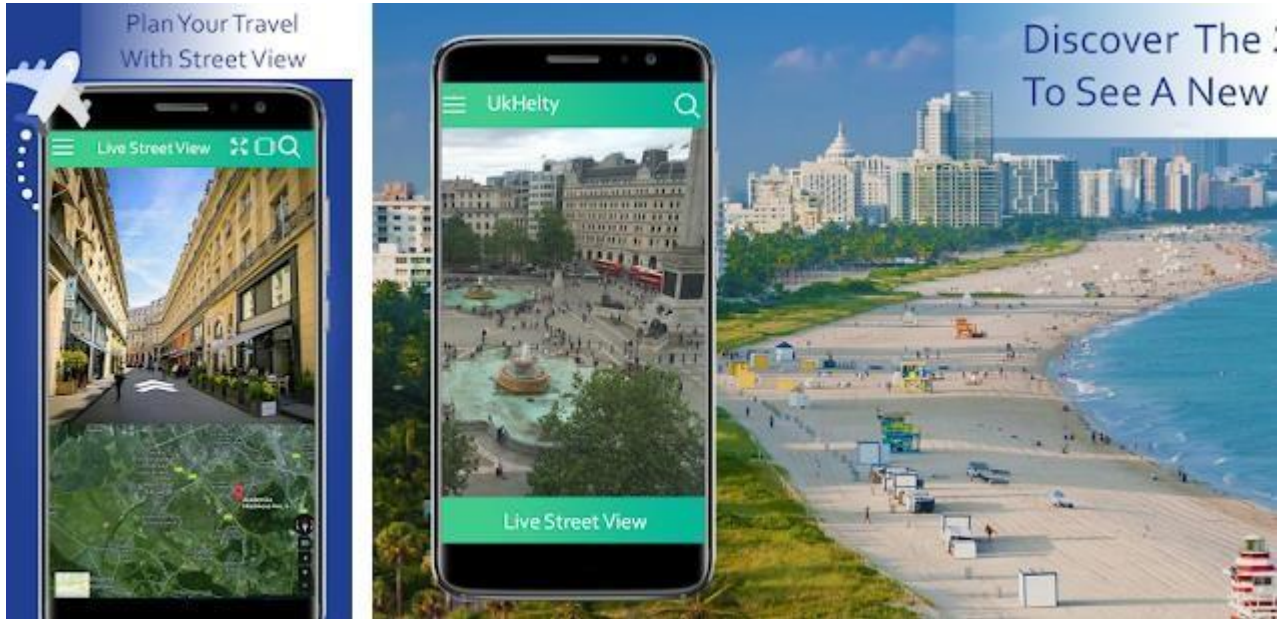 Plan Your Travel
With Street View
Live Street View
UkHelty
Live Street View
Discover The
To See A New